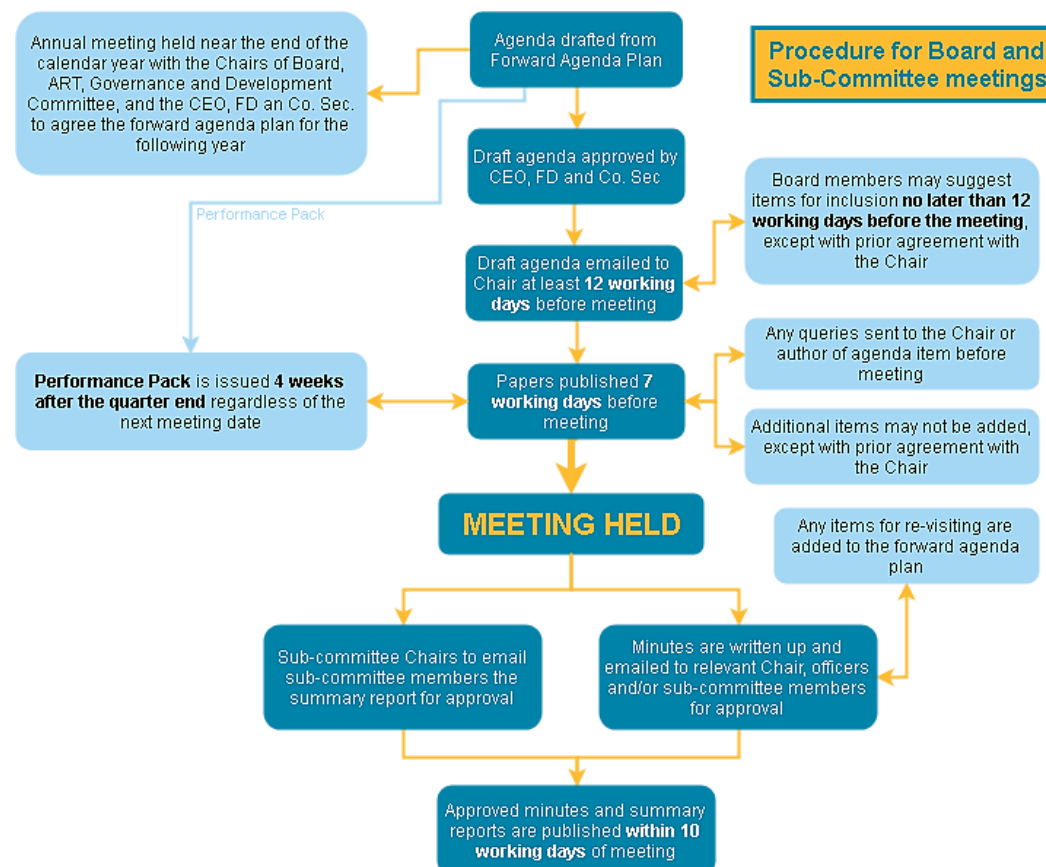 Annual meeting held near the end of the
calendar year with the Chairs of Board,
ART, Governance and Development
Committee, and the CEO, FD an Co. Sec.
to agree the forward agenda plan for the
following year
Agenda drafted from
Forward Agenda Plan
Procedure for Board and
Sub-Committee meetings
Draft agenda approved by
CEO, FD and Co. Sec
Performance Pack
Board members may suggest
items for inclusion no later than 12
working days before the meeting,
except with prior agreement with
the Chair
Draft agenda emailed to
Chair at least 12 working
days before meeting
Performance Pack is issued 4 weeks
after the quarter end regardless of the
next meeting date
Papers published 7
working days before
meeting
Any queries sent to the Chair or
author of agenda item before
meeting
Additional items may not be added,
except with prior agreement with
the Chair
MEETING HELD
Any items for re-visiting are
added to the forward agenda
plan
Sub-committee Chairs to email
sub-committee members the
summary report for approval
Minutes are written up and
emailed to relevant Chair, officers
and/or sub-committee members
for approval
Approved minutes and summary
reports are published within 10
working days of meeting